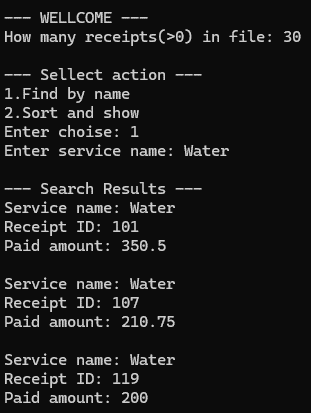 --- WELLCOME ---
How many receipts(>0) in file: 30

--- Sellect action ---
1.Find by name
2.Sort and show
Enter choise: 1
Enter service name: Water

--- Search Results ---
Service name: Water
Receipt ID: 101
Paid amount: 350.5

Service name: Water
Receipt ID: 107
Paid amount: 210.75

Service name: Water
Receipt ID: 119
Paid amount: 200